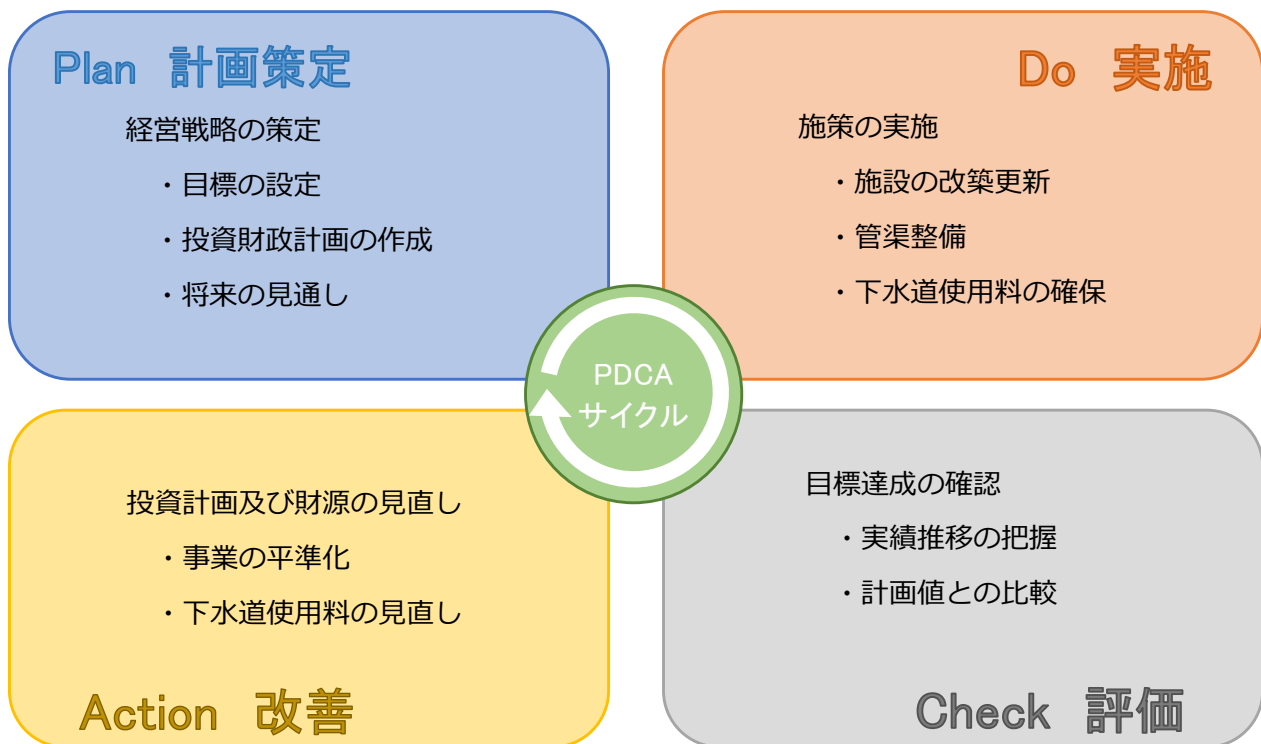 Plan 計画策定
経営戦略の策定
・目標の設定
・投資財政計画の作成
・将来の見通し
Do 実施
施策の実施
・施設の改築更新
・管渠整備
・下水道使用料の確保
PDCA
サイクル
投資計画及び財源の見直し
・事業の平準化
・下水道使用料の見直し
Action 改善
目標達成の確認
・実績推移の把握
・計画値との比較
Check 評価